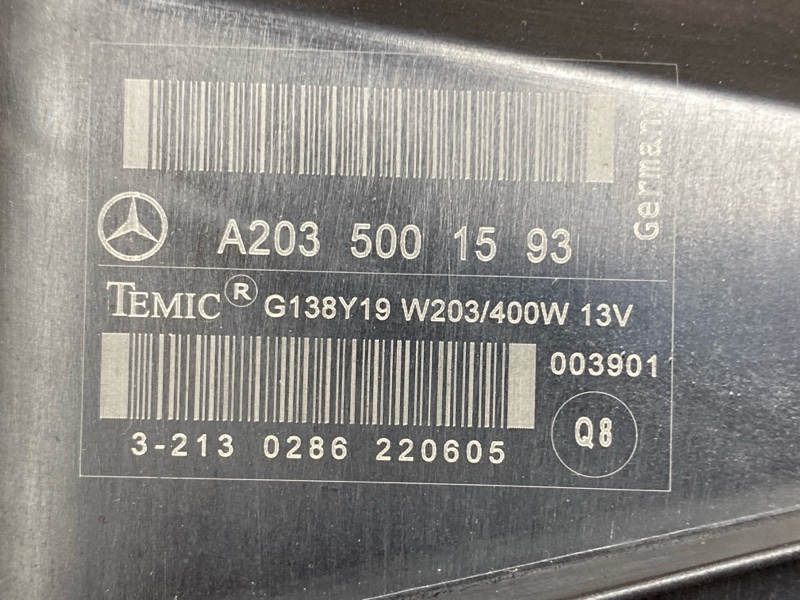 Germany
A203 500 15 93
TEMIC® G138Y19 W203/400W 13V
003901
3-213 0286 220605
Q8